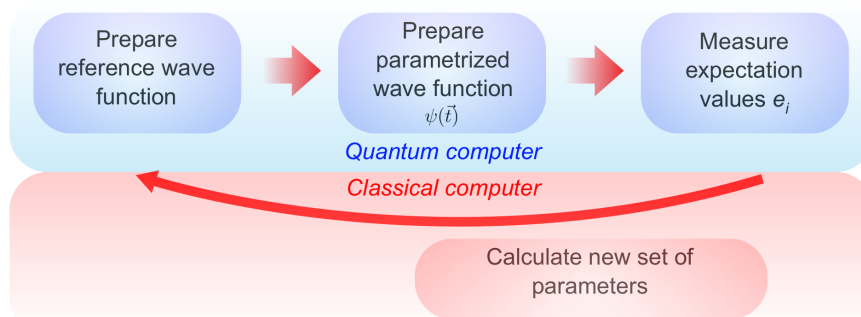 Prepare
reference wave
function
Prepare
parametrized
wave function
ψ(t⃗)
Measure
expectation
values eᵢ
Quantum computer
Classical computer
Calculate new set of
parameters